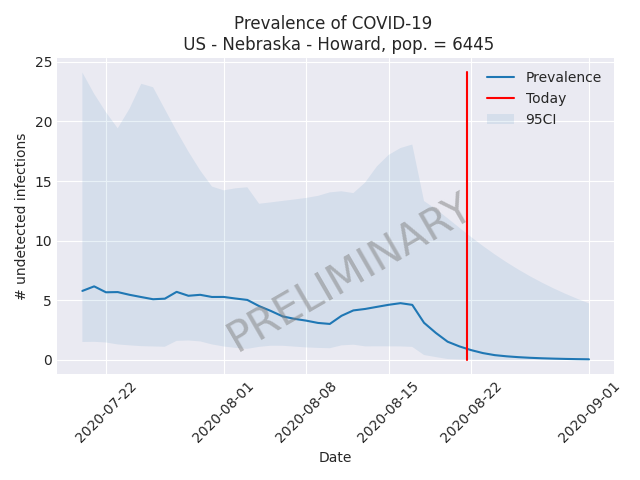 Prevalence of COVID-19
US - Nebraska - Howard, pop. = 6445
25
20
15
10
5
0
# undetected infections
Prevalence
Today
95CI
PRELIMINARY
2020-07-22
2020-08-01
2020-08-08
2020-08-15
2020-08-22
2020-09-01
Date